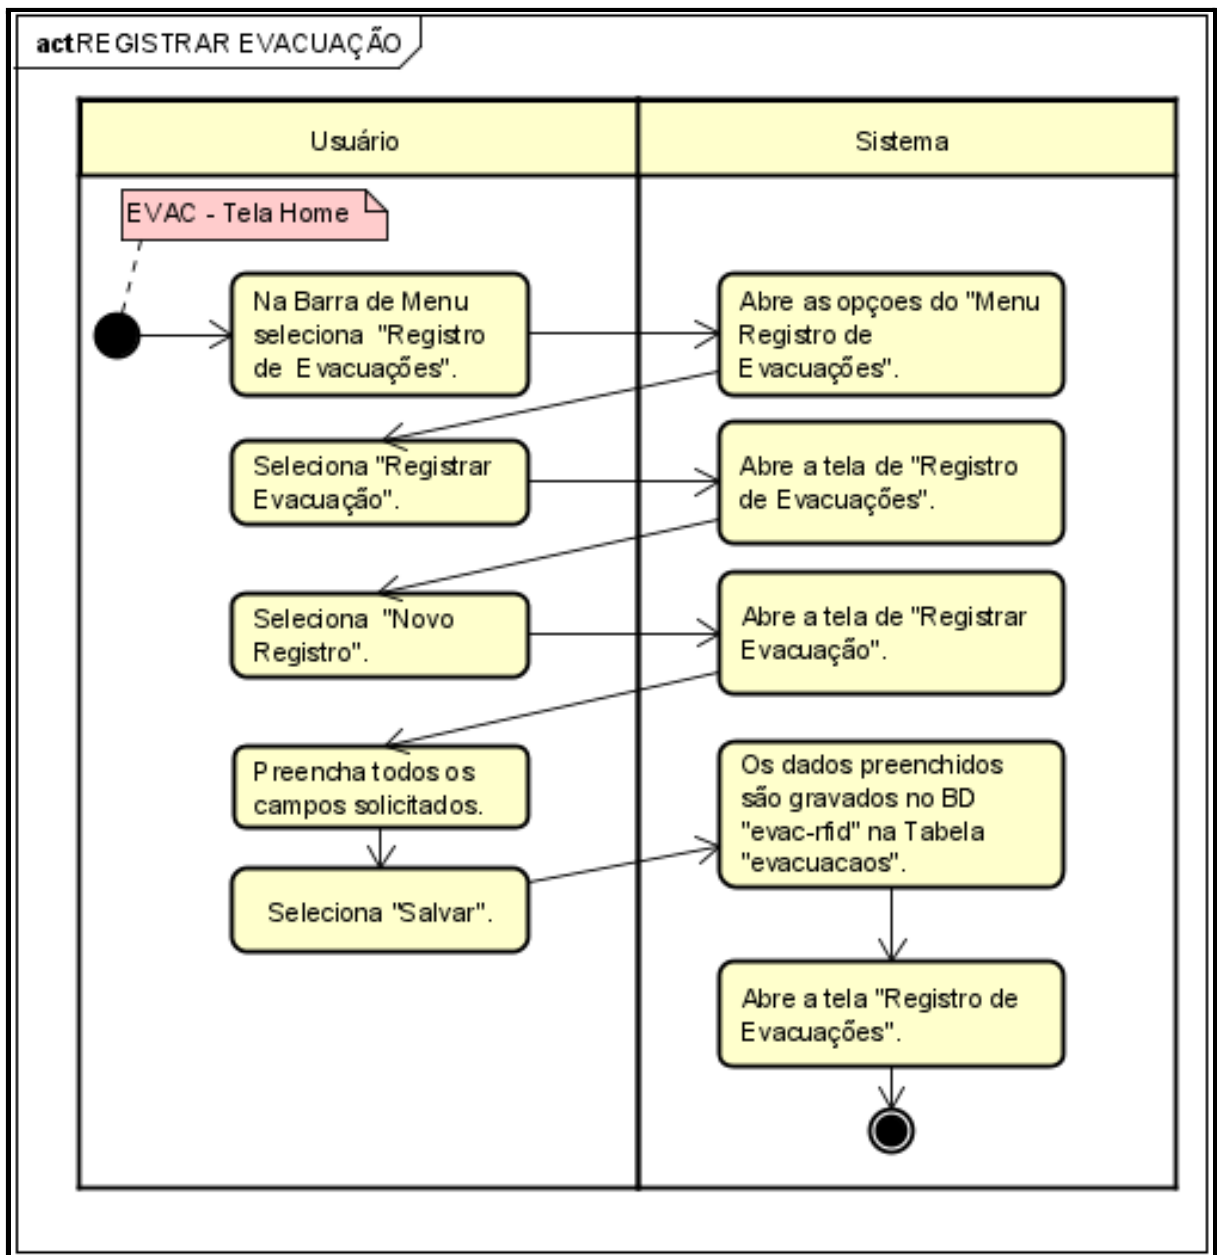 act REGISTRAR EVACUAÇÃO
Usuário
Sistema
EVAC - Tela Home
Na Barra de Menu
seleciona "Registro
de Evacuações".
Abre as opçoes do "Menu
Registro de
Evacuações".
Seleciona "Registrar
Evacuação".
Abre a tela de "Registro
de Evacuações".
Seleciona "Novo
Registro".
Abre a tela de "Registrar
Evacuação".
Preencha todos os
campos solicitados.
Seleciona "Salvar".
Os dados preenchidos
são gravados no BD
"evac-rfid" na Tabela
"evacuacaos".
Abre a tela "Registro de
Evacuações".